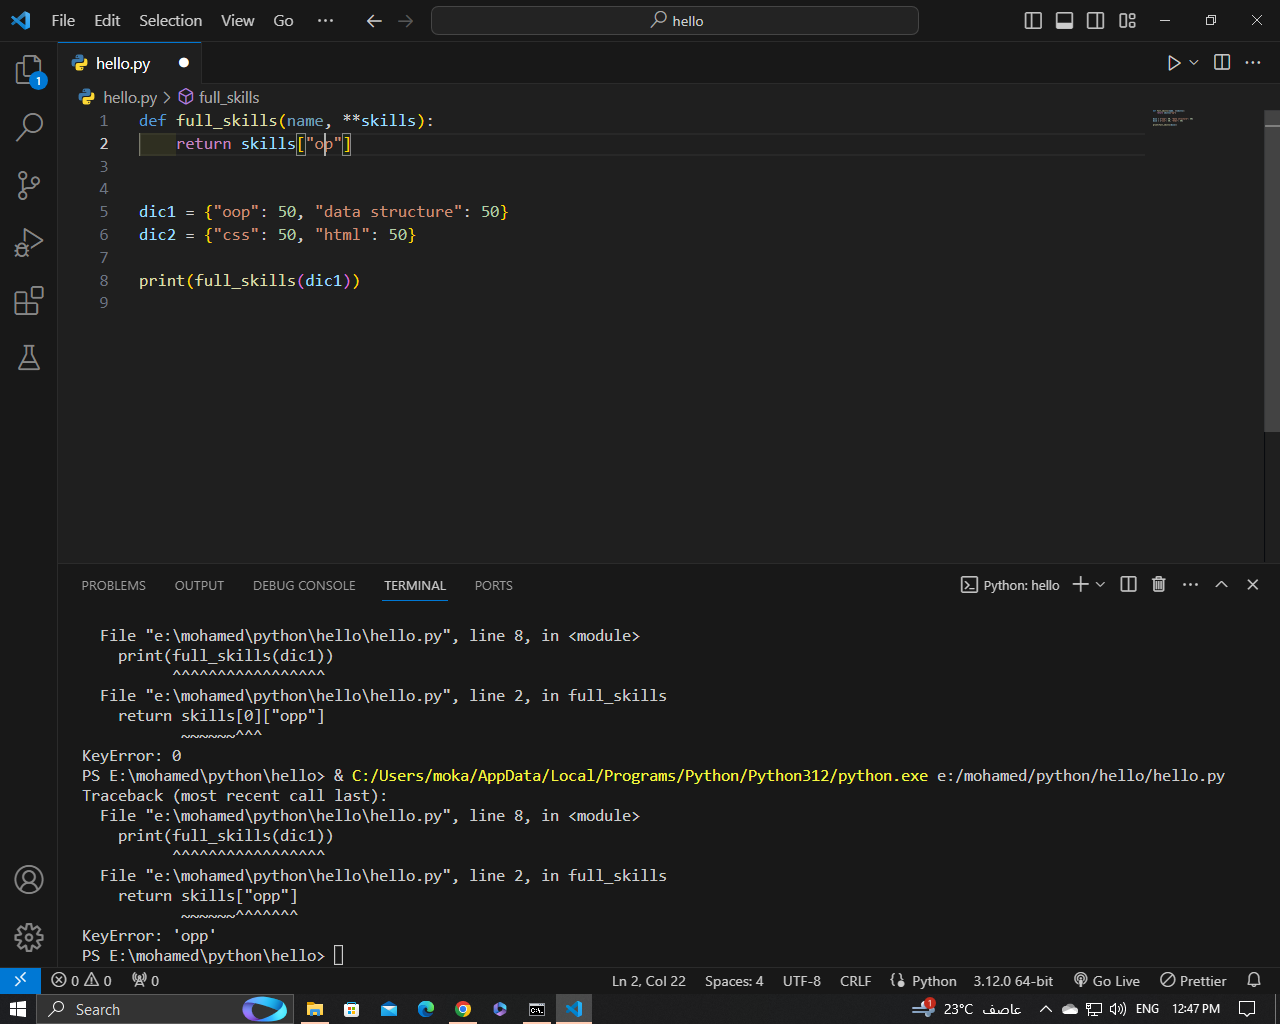 File Edit Selection View Go ··· hello
hello.py
hello.py > full_skills
1 def full_skills(name, **skills):
2 return skills["op"]
3
4
5 dic1 = {"oop": 50, "data structure": 50}
6 dic2 = {"css": 50, "html": 50}
7
8 print(full_skills(dic1))
9
1
PROBLEMS OUTPUT DEBUG CONSOLE TERMINAL PORTS Python: hello
File "e:\mohamed\python\hello\hello.py", line 8, in <module>
print(full_skills(dic1))
^^^^^^^^^^^^^^^^^
File "e:\mohamed\python\hello\hello.py", line 2, in full_skills
return skills[0]["opp"]
~~~~~~^^^
KeyError: 0
PS E:\mohamed\python\hello> & C:/Users/moka/AppData/Local/Programs/Python/Python312/python.exe e:/mohamed/python/hello/hello.py
Traceback (most recent call last):
File "e:\mohamed\python\hello\hello.py", line 8, in <module>
print(full_skills(dic1))
^^^^^^^^^^^^^^^^^
File "e:\mohamed\python\hello\hello.py", line 2, in full_skills
return skills["opp"]
~~~~~~^^^^^^^
KeyError: 'opp'
PS E:\mohamed\python\hello>
0 0 0 Ln 2, Col 22 Spaces: 4 UTF-8 CRLF Python 3.12.0 64-bit Go Live Prettier
Search 1 23°C عاصف ENG 12:47 PM